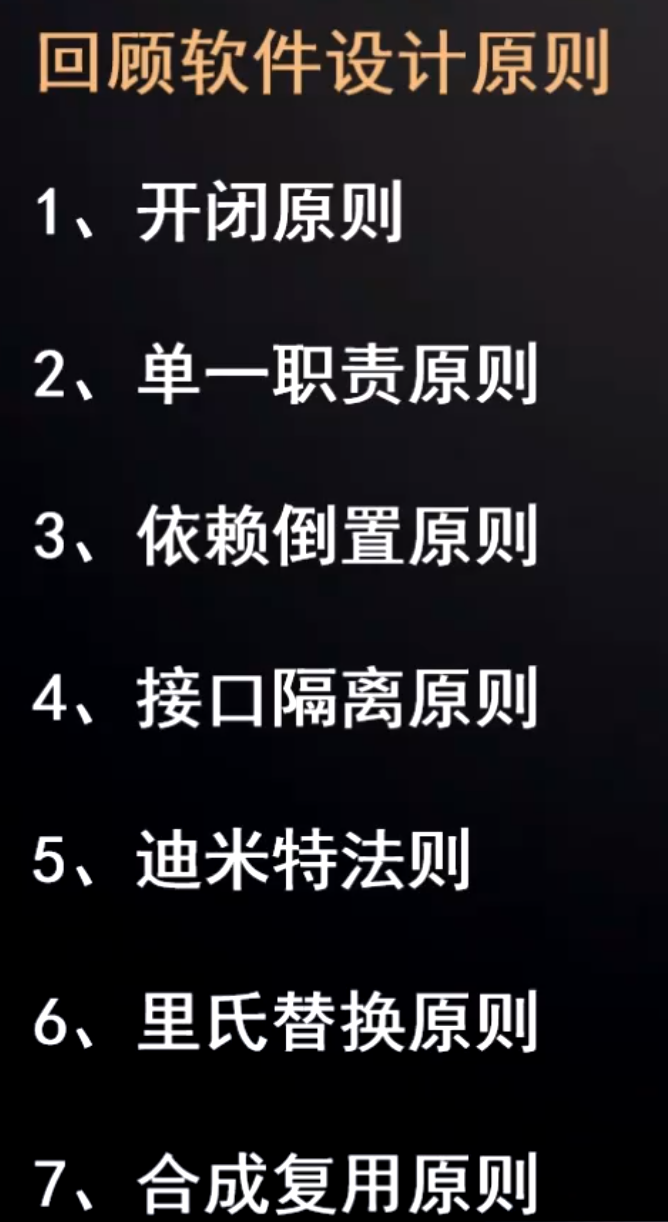 回顾软件设计原则
1、开闭原则
2、单一职责原则
3、依赖倒置原则
4、接口隔离原则
5、迪米特法则
6、里氏替换原则
7、合成复用原则